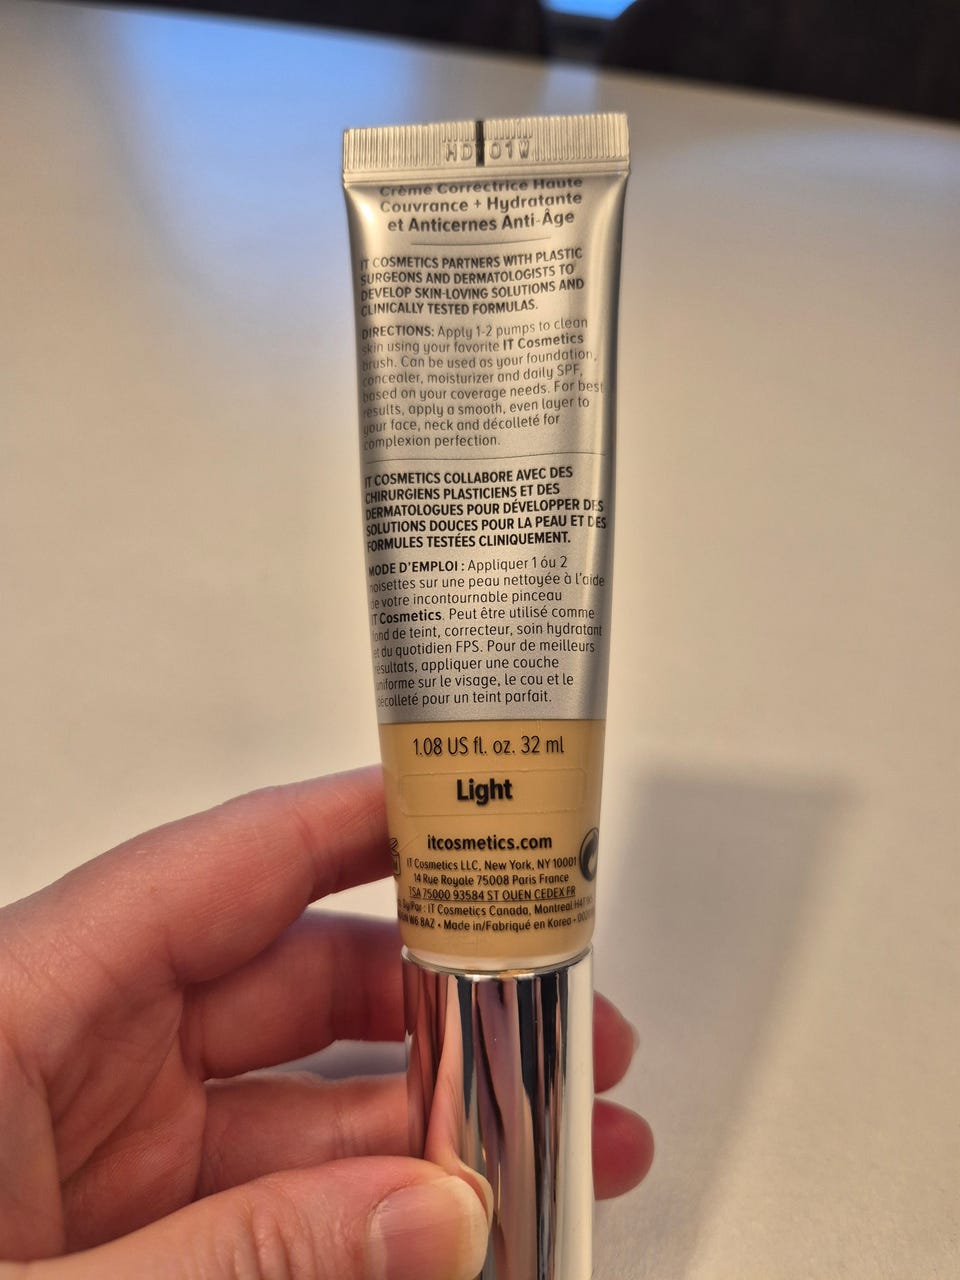 HD 01W
Crème Correctrice Haute
Couvrance + Hydratante
et Anticernes Anti-Âge
IT COSMETICS PARTNERS WITH PLASTIC
SURGEONS AND DERMATOLOGISTS TO
DEVELOP SKIN-LOVING SOLUTIONS AND
CLINICALLY TESTED FORMULAS.
DIRECTIONS: Apply 1-2 pumps to clean
skin using your favorite IT Cosmetics
brush. Can be used as your foundation,
concealer, moisturizer and daily SPF,
based on your coverage needs. For best
results, apply a smooth, even layer to
your face, neck and décolleté for
complexion perfection.
IT COSMETICS COLLABORE AVEC DES
CHIRURGIENS PLASTICIENS ET DES
DERMATOLOGUES POUR DÉVELOPPER DES
SOLUTIONS DOUCES POUR LA PEAU ET DES
FORMULES TESTÉES CLINIQUEMENT.
MODE D'EMPLOI : Appliquer 1 óu 2
noisettes sur une peau nettoyée à l'aide
de votre incontournable pinceau
IT Cosmetics. Peut être utilisé comme
fond de teint, correcteur, soin hydratant
et du quotidien FPS. Pour de meilleurs
résultats, appliquer une couche
uniforme sur le visage, le cou et le
décolleté pour un teint parfait.
1.08 US fl. oz. 32 ml
Light
itcosmetics.com
IT Cosmetics LLC, New York, NY 10001
14 Rue Royale 75008 Paris France
TSA 75000 93584 ST OUEN CEDEX FR
By/Par : IT Cosmetics Canada, Montreal
W6 8AZ • Made in/Fabriqué en Korea •